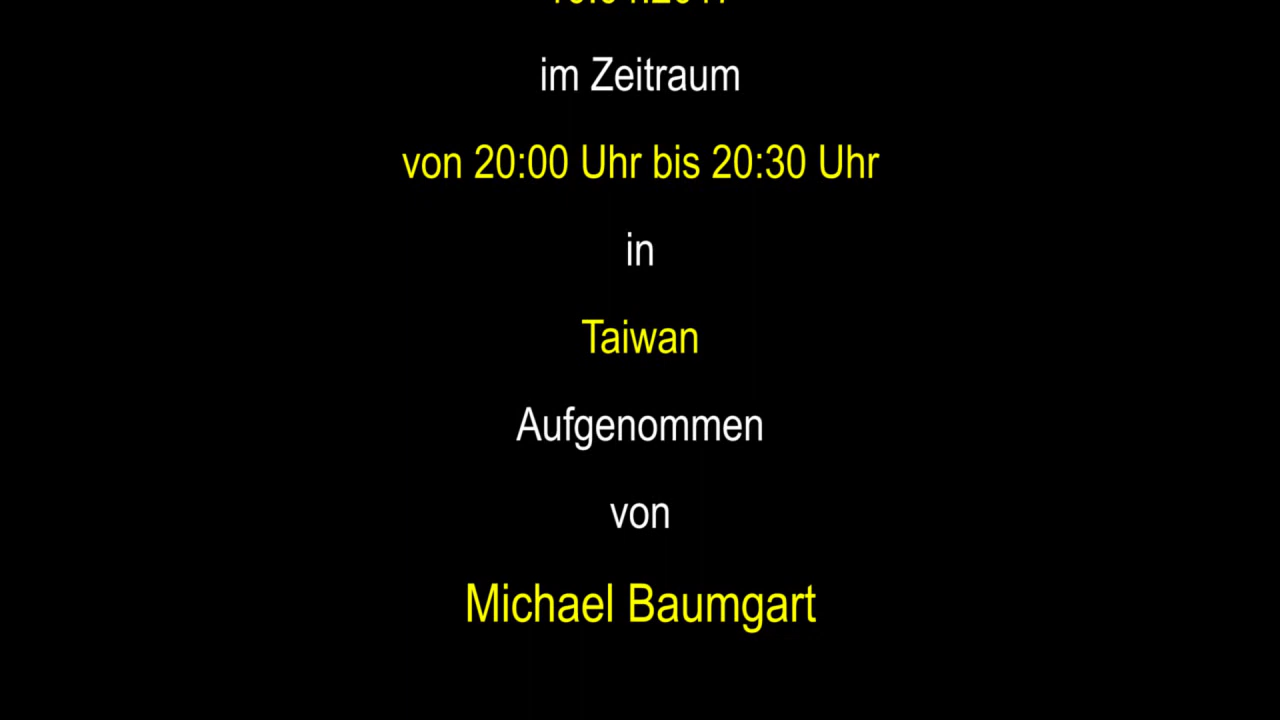 im Zeitraum
von 20:00 Uhr bis 20:30 Uhr
in
Taiwan
Aufgenommen
von
Michael Baumgart